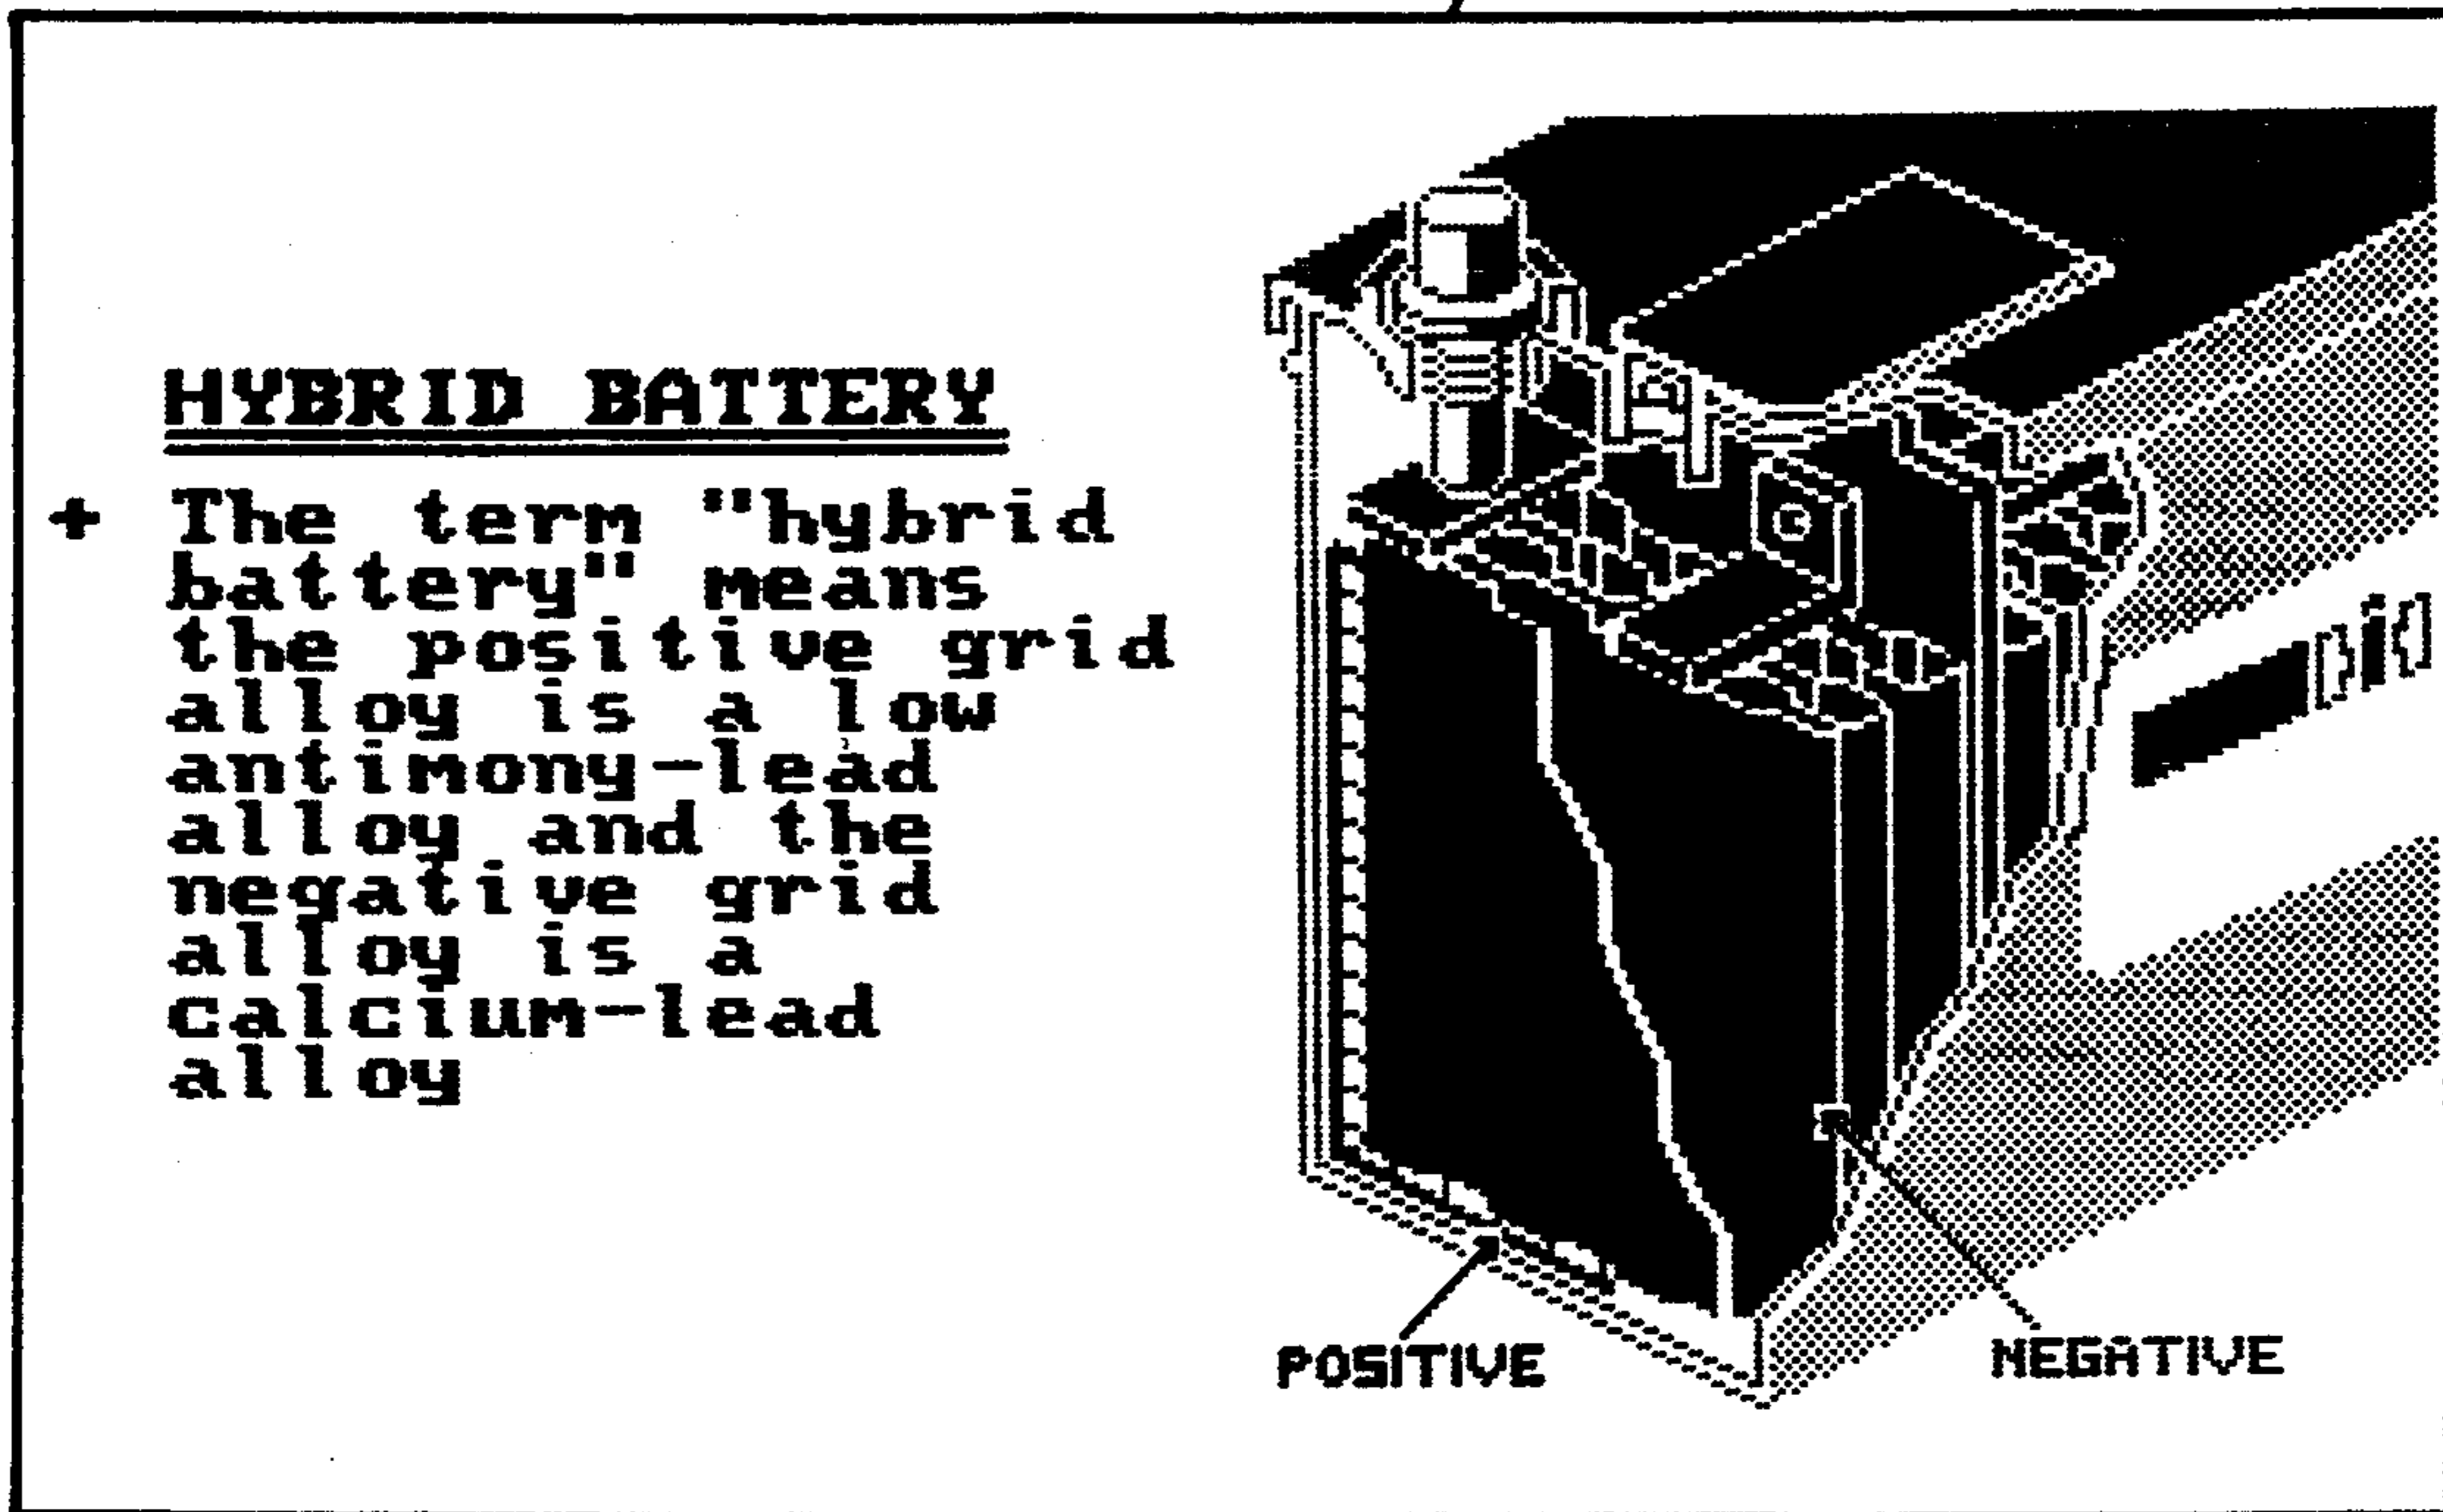 HYBRID BATTERY
+ The term "hybrid
battery" means
the positive grid
alloy is a low
antimony-lead
alloy and the
negative grid
alloy is a
calcium-lead
alloy
POSITIVE
NEGATIVE